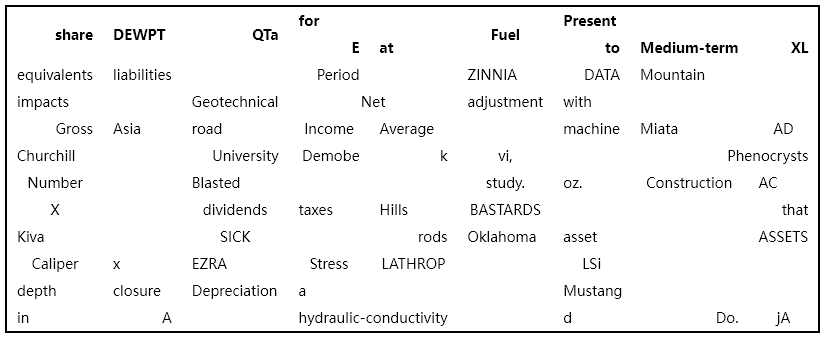 share DEWPT QTa for E at Fuel Present to Medium-term XL
equivalents liabilities Period ZINNIA DATA Mountain
impacts Geotechnical Net adjustment with
Gross Asia road Income Average machine Miata AD
Churchill University Demobe k vi, Phenocrysts
Number Blasted study. oz. Construction AC
X dividends taxes Hills BASTARDS that
Kiva SICK rods Oklahoma asset ASSETS
Caliper x EZRA Stress LATHROP LSi
depth closure Depreciation a Mustang
in A hydraulic-conductivity d Do. jA